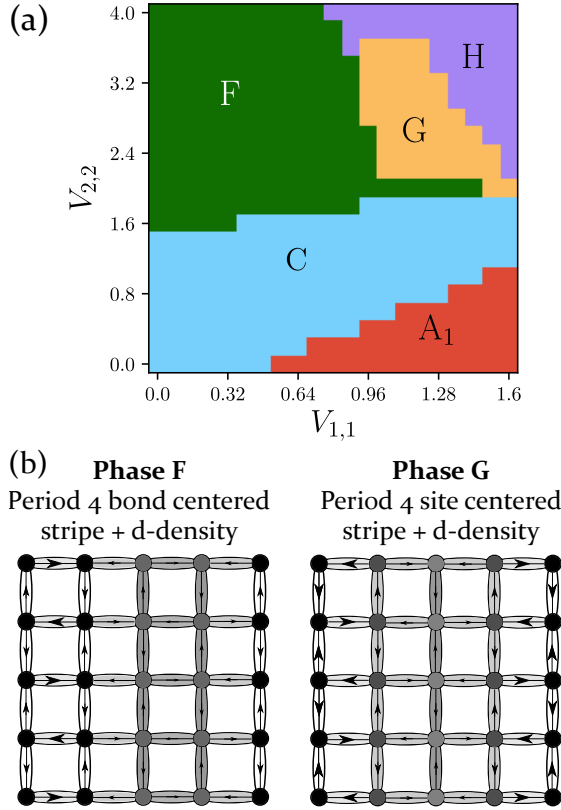 (a)
4.0
3.2
2.4
1.6
0.8
0.0
V2,2
F
H
G
C
A1
0.0 0.32 0.64 0.96 1.28 1.6
V1,1
(b)
Phase F
Period 4 bond centered
stripe + d-density
Phase G
Period 4 site centered
stripe + d-density